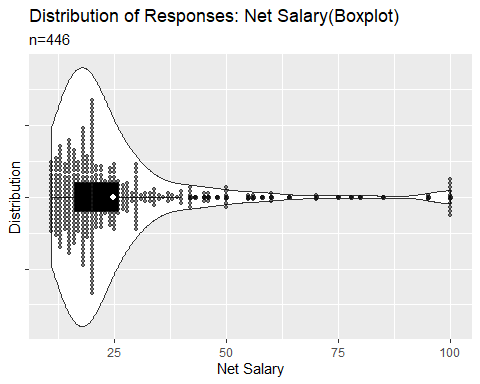 Distribution of Responses: Net Salary(Boxplot)
n=446
Distribution
25
50
75
100
Net Salary